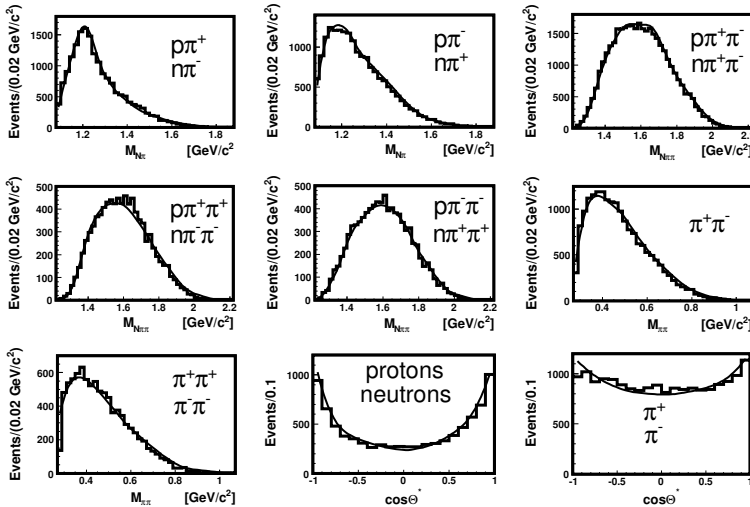 Events/(0.02 GeV/c²)
1500
1000
500
0
pπ⁺
nπ⁻
1.2 1.4 1.6 1.8
M_Nπ [GeV/c²]
Events/(0.02 GeV/c²)
1000
500
0
pπ⁻
nπ⁺
1.2 1.4 1.6 1.8
M_Nπ [GeV/c²]
Events/(0.02 GeV/c²)
1500
1000
500
0
pπ⁺π⁻
nπ⁺π⁻
1.4 1.6 1.8 2 2.2
M_Nππ [GeV/c²]
Events/(0.02 GeV/c²)
500
400
300
200
100
0
pπ⁺π⁺
nπ⁻π⁻
1.4 1.6 1.8 2 2.2
M_Nππ [GeV/c²]
Events/(0.02 GeV/c²)
500
400
300
200
100
0
pπ⁻π⁻
nπ⁺π⁺
1.4 1.6 1.8 2 2.2
M_Nππ [GeV/c²]
Events/(0.02 GeV/c²)
1000
500
0
π⁺π⁻
0.4 0.6 0.8 1
M_ππ [GeV/c²]
Events/(0.02 GeV/c²)
600
400
200
0
π⁺π⁺
π⁻π⁻
0.4 0.6 0.8 1
M_ππ [GeV/c²]
Events/0.1
1000
500
0
protons
neutrons
-1 -0.5 0 0.5 1
cosΘ*
Events/0.1
1000
500
0
π⁺
π⁻
-1 -0.5 0 0.5 1
cosΘ*